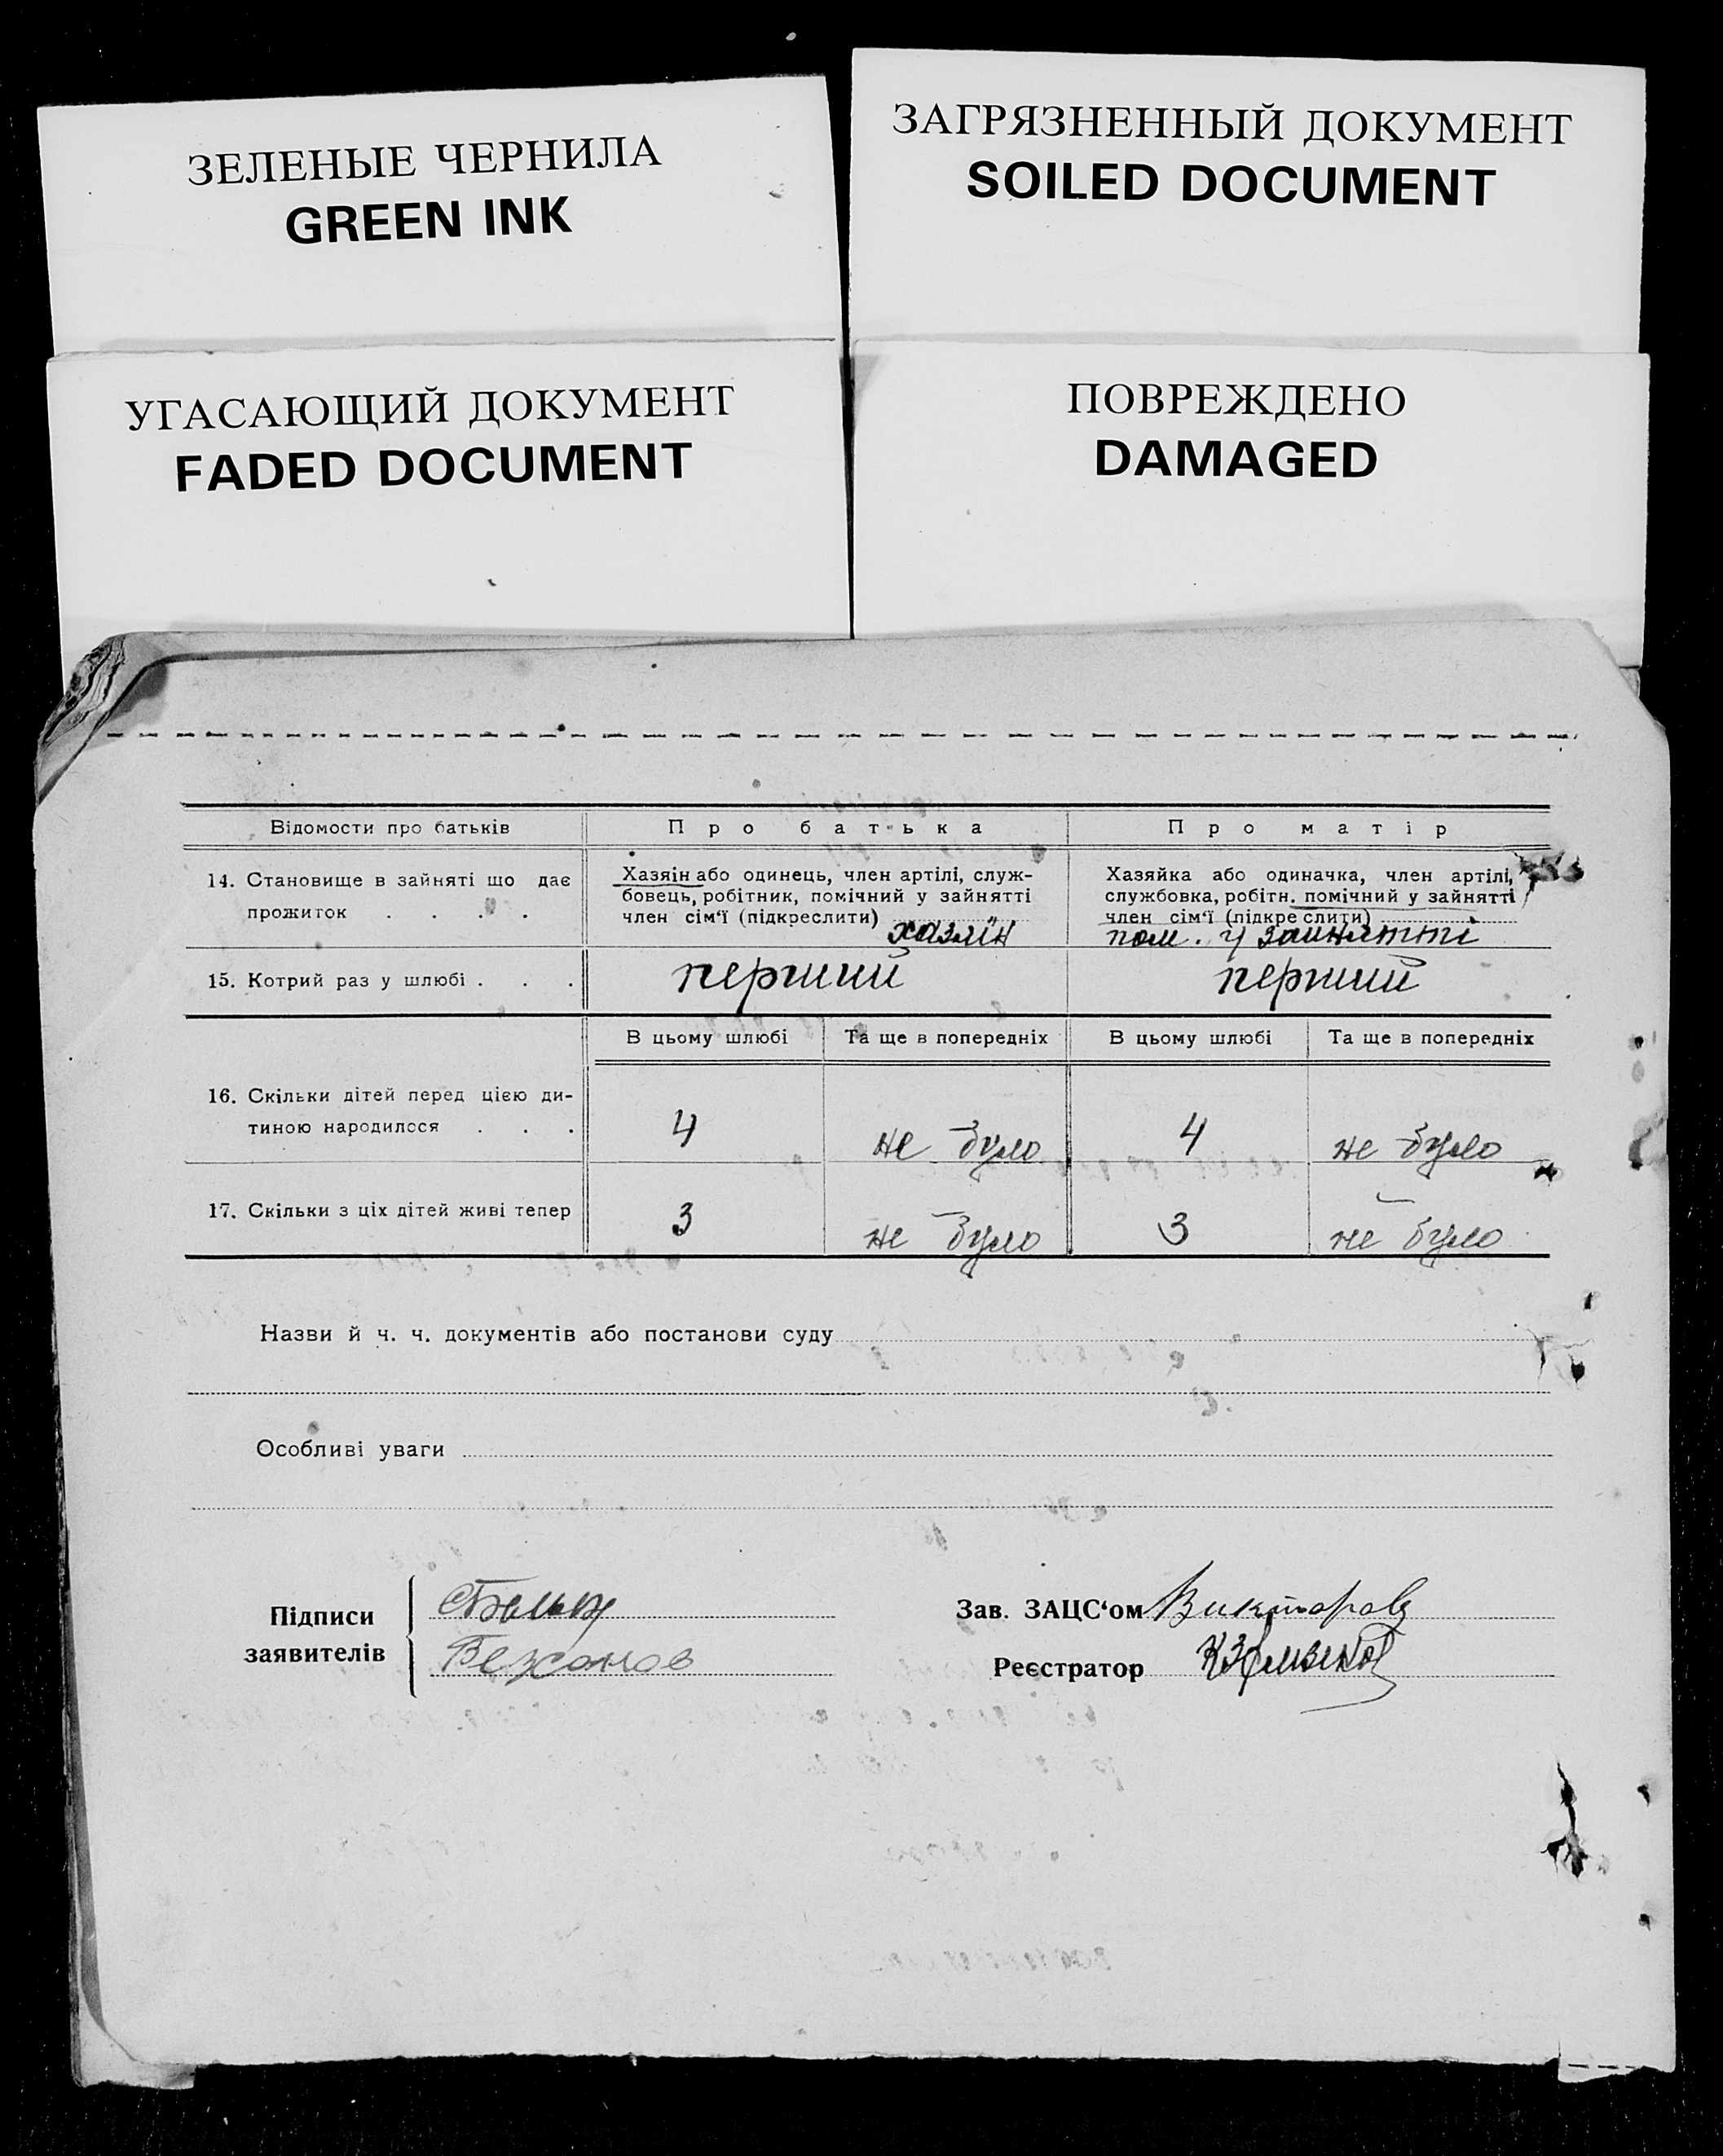 ЗЕЛЕНЫЕ ЧЕРНИЛА
GREEN INK
ЗАГРЯЗНЕННЫЙ ДОКУМЕНТ
SOILED DOCUMENT
УГАСАЮЩИЙ ДОКУМЕНТ
FADED DOCUMENT
ПОВРЕЖДЕНО
DAMAGED
Відомости про батьків
Про батька
Про матір
14. Становище в зайняті що дає
прожиток . . . .
Хазяін або одинець, член артілі, служ-
бовець, робітник, помічний у зайнятті
член сім'ї (підкреслити)
хазяїн
Хазяйка або одиначка, член артілі,
службовка, робітн. помічний у зайнятті
член сім'ї (підкреслити)
пом. у зайнятті
15. Котрий раз у шлюбі . . .
перший
перший
В цьому шлюбі
Та ще в попередніх
В цьому шлюбі
Та ще в попередніх
16. Скільки дітей перед цією ди-
тиною народилося . . .
4
не було
4
не було
17. Скільки з ціх дітей живі тепер
3
не було
3
не було
Назви й ч. ч. документів або постанови суду
Особливі уваги
Підписи
заявителів
Зав. ЗАЦС'ом
Реєстратор